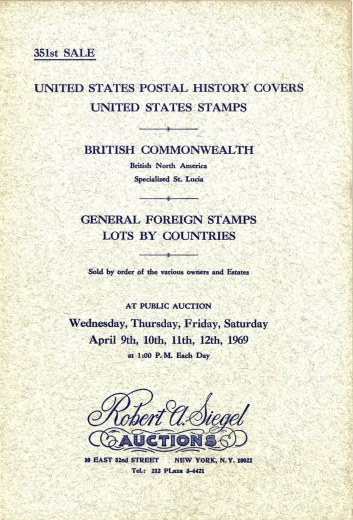 351st SALE
UNITED STATES POSTAL HISTORY COVERS
UNITED STATES STAMPS
BRITISH COMMONWEALTH
British North America
Specialized St. Lucia
GENERAL FOREIGN STAMPS
LOTS BY COUNTRIES
Sold by order of the various owners and Estates
AT PUBLIC AUCTION
Wednesday, Thursday, Friday, Saturday
April 9th, 10th, 11th, 12th, 1969
at 1:00 P.M. Each Day
Robert A. Siegel
AUCTIONS
10 EAST 52nd STREET NEW YORK, N.Y. 10022
Tel.: 212 PLaza 3-6421